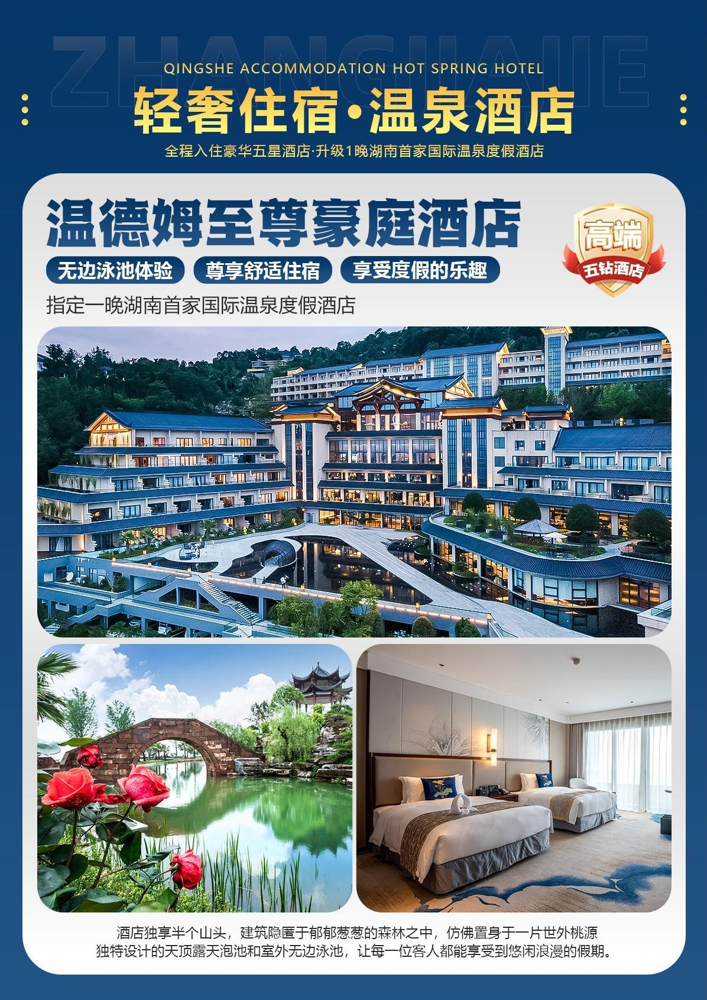 ZHANGJIAJIE
QINGSHE ACCOMMODATION HOT SPRING HOTEL
轻奢住宿·温泉酒店
全程入住豪华五星酒店·升级1晚湖南首家国际温泉度假酒店
温德姆至尊豪庭酒店
高端
五钻酒店
无边泳池体验 尊享舒适住宿 享受度假的乐趣
指定一晚湖南首家国际温泉度假酒店
酒店独享半个山头，建筑隐匿于郁郁葱葱的森林之中，仿佛置身于一片世外桃源
独特设计的天顶露天泡池和室外无边泳池，让每一位客人都能享受到悠闲浪漫的假期。